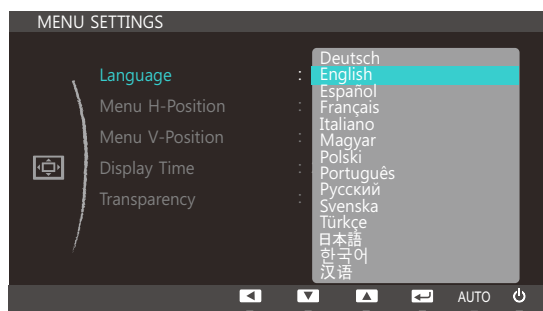 MENU SETTINGS
Language :
Menu H-Position :
Menu V-Position :
Display Time :
Transparency :
Deutsch
English
Español
Français
Italiano
Magyar
Polski
Português
Русский
Svenska
Türkçe
日本語
한국어
汉语
AUTO